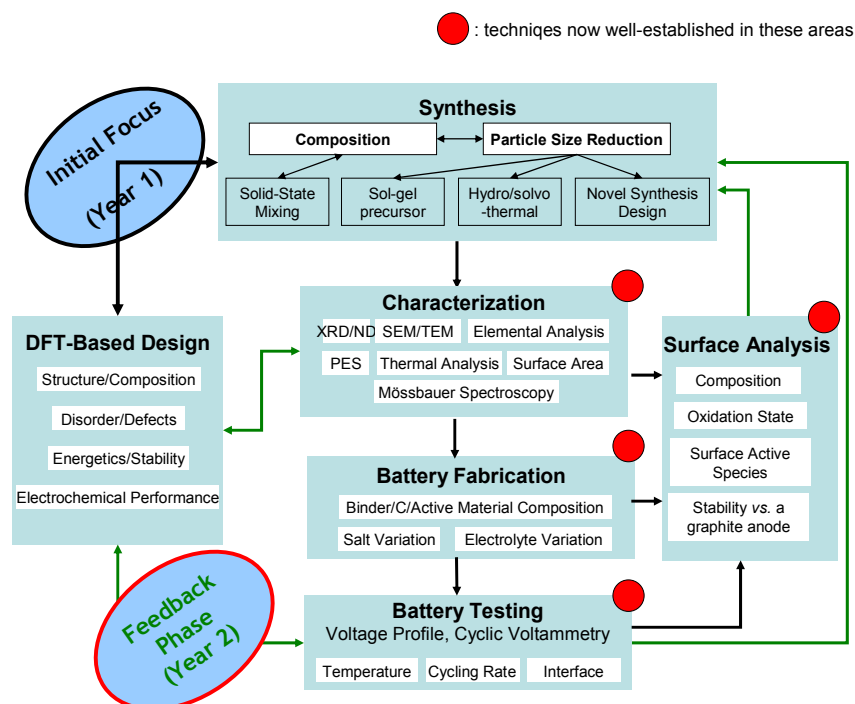 : techniqes now well-established in these areas
Initial Focus
(Year 1)
Synthesis
Composition
Particle Size Reduction
Solid-State
Mixing
Sol-gel
precursor
Hydro/solvo
-thermal
Novel Synthesis
Design
Characterization
XRD/ND
SEM/TEM
Elemental Analysis
PES
Thermal Analysis
Surface Area
Mössbauer Spectroscopy
DFT-Based Design
Structure/Composition
Disorder/Defects
Energetics/Stability
Electrochemical Performance
Surface Analysis
Composition
Oxidation State
Surface Active
Species
Stability vs. a
graphite anode
Battery Fabrication
Binder/C/Active Material Composition
Salt Variation
Electrolyte Variation
Feedback
Phase
(Year 2)
Battery Testing
Voltage Profile, Cyclic Voltammetry
Temperature
Cycling Rate
Interface